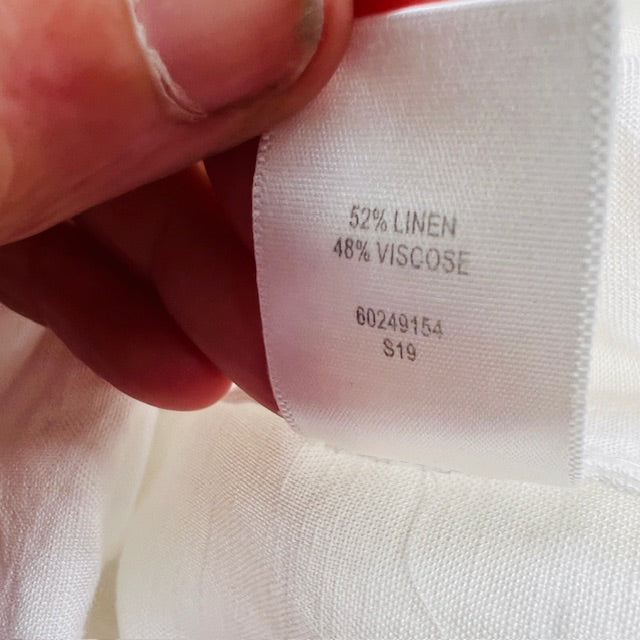 52% LINEN
48% VISCOSE
60249154
S19